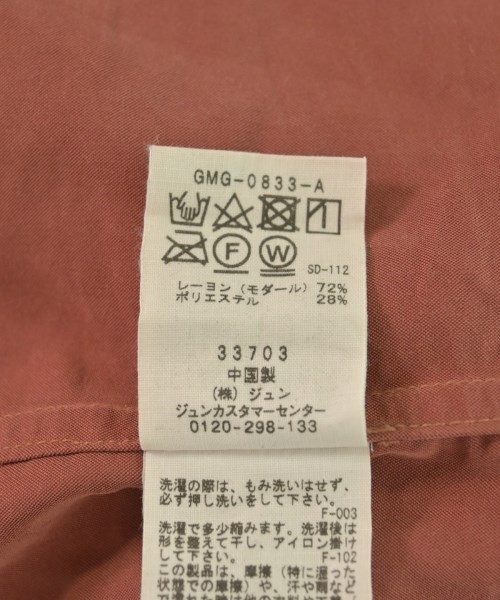 GMG-0833-A
F W
SD-112
レーヨン (モダール) 72%
ポリエステル 28%
33703
中国製
(株) ジュン
ジュンカスタマーセンター
0120-298-133
洗濯の際は、もみ洗いはせず、
必ず押し洗いをして下さい。
F-003
洗濯で多少縮みます。洗濯後は
形を整えて干し、アイロン掛け
して下さい。
F-102
この製品は、摩擦 (特に湿った
状態での摩擦) や、汗や雨など